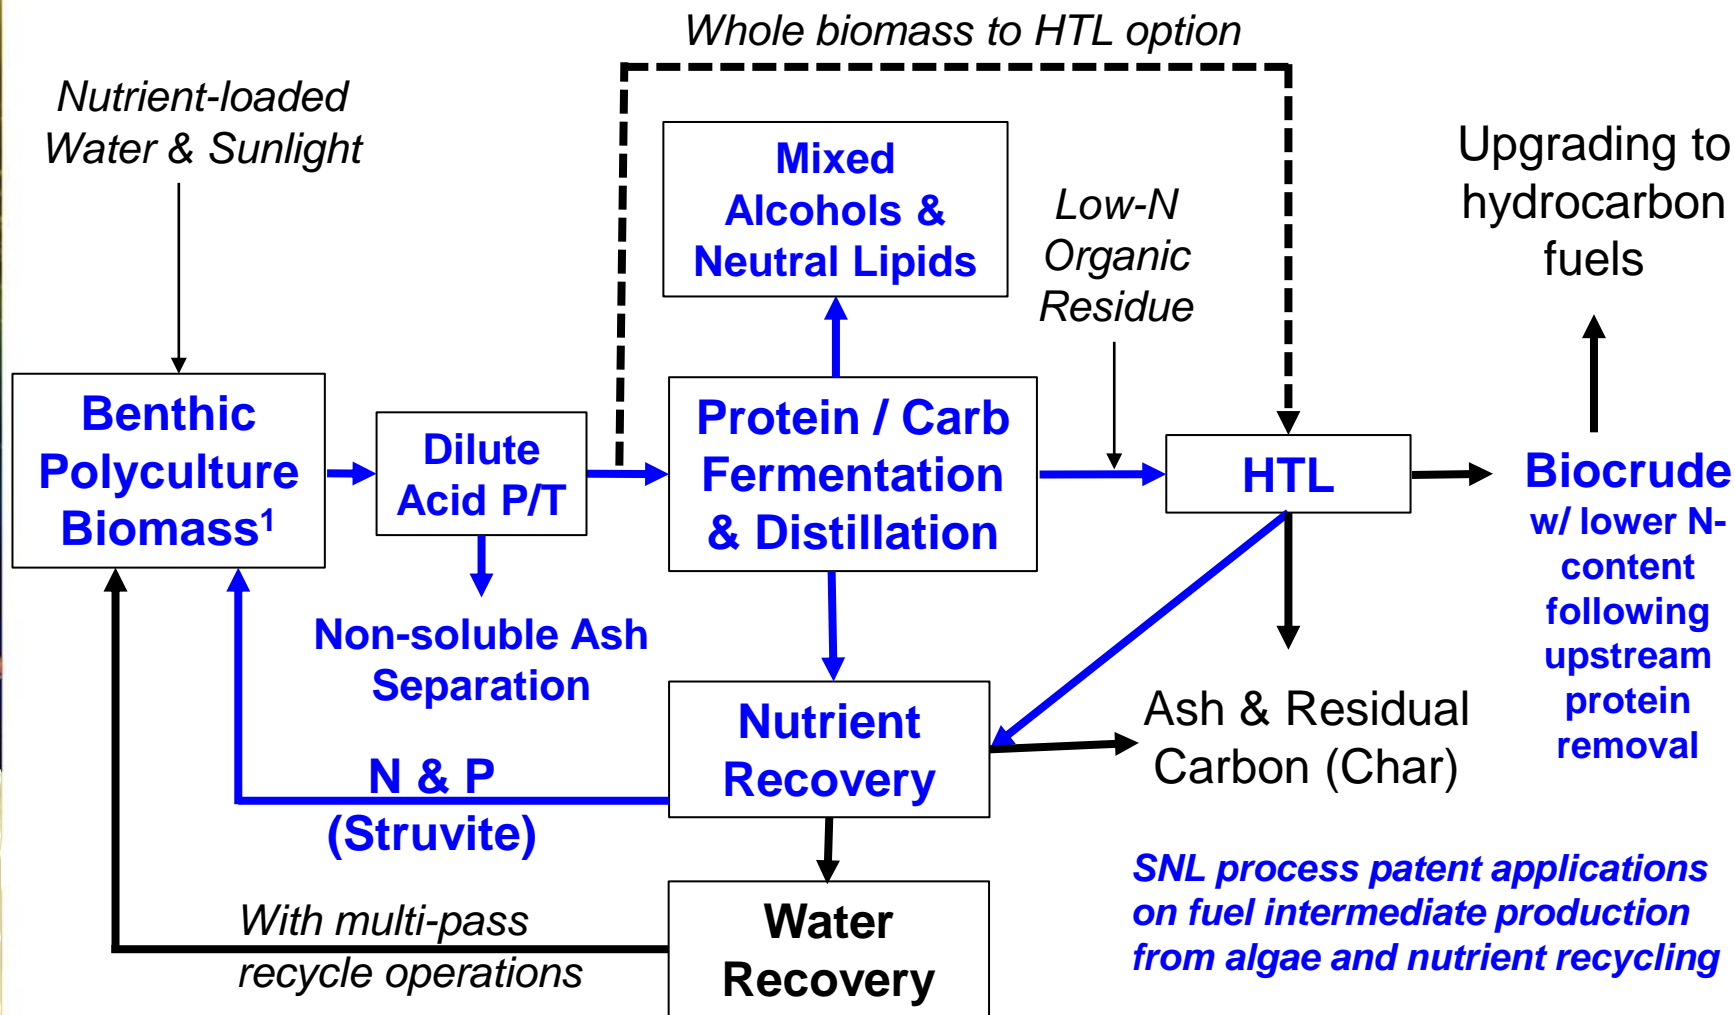 Whole biomass to HTL option
Nutrient-loaded
Water & Sunlight
Mixed
Alcohols &
Neutral Lipids
Low-N
Organic
Residue
Upgrading to
hydrocarbon
fuels
Benthic
Polyculture
Biomass¹
Dilute
Acid P/T
Protein / Carb
Fermentation
& Distillation
HTL
Biocrude
w/ lower N-
content
following
upstream
protein
removal
Non-soluble Ash
Separation
Nutrient
Recovery
Ash & Residual
Carbon (Char)
N & P
(Struvite)
With multi-pass
recycle operations
Water
Recovery
SNL process patent applications
on fuel intermediate production
from algae and nutrient recycling